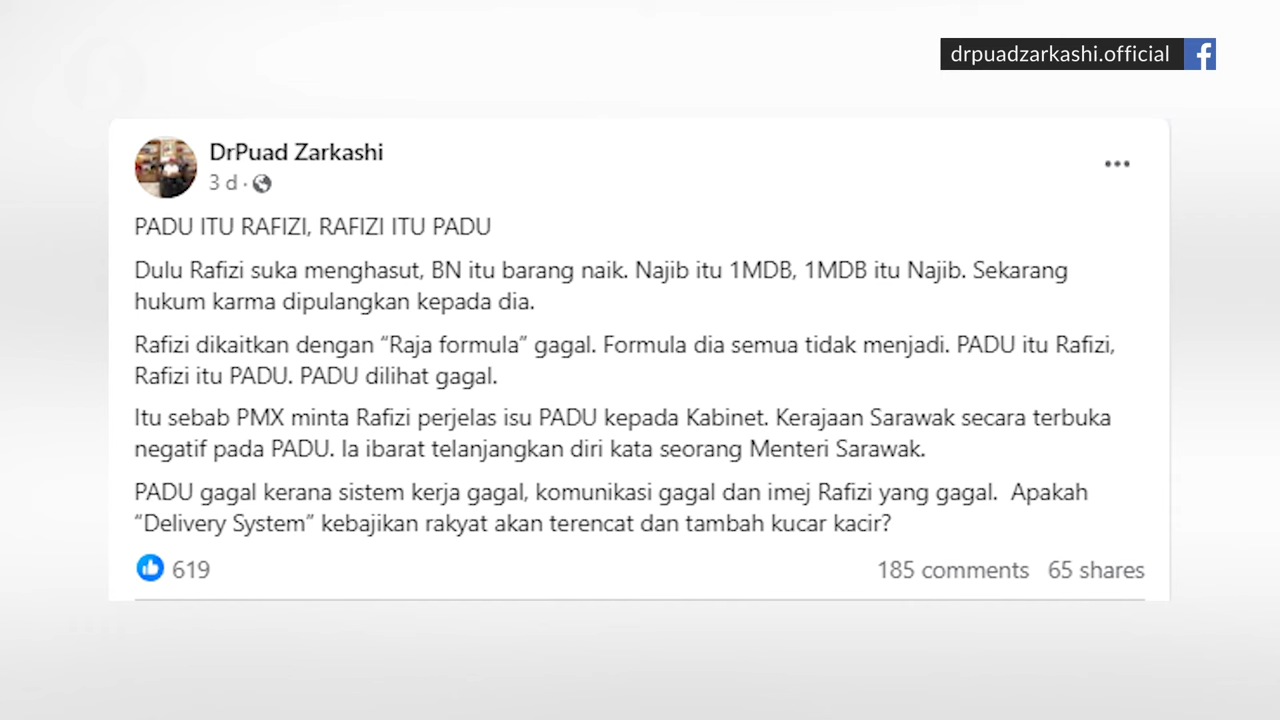 drpuadzarkashi.official
DrPuad Zarkashi
3 d ·
PADU ITU RAFIZI, RAFIZI ITU PADU
Dulu Rafizi suka menghasut, BN itu barang naik. Najib itu 1MDB, 1MDB itu Najib. Sekarang
hukum karma dipulangkan kepada dia.
Rafizi dikaitkan dengan “Raja formula” gagal. Formula dia semua tidak menjadi. PADU itu Rafizi,
Rafizi itu PADU. PADU dilihat gagal.
Itu sebab PMX minta Rafizi perjelas isu PADU kepada Kabinet. Kerajaan Sarawak secara terbuka
negatif pada PADU. Ia ibarat telanjangkan diri kata seorang Menteri Sarawak.
PADU gagal kerana sistem kerja gagal, komunikasi gagal dan imej Rafizi yang gagal.  Apakah
“Delivery System” kebajikan rakyat akan terencat dan tambah kucar kacir?
619
185 comments 65 shares